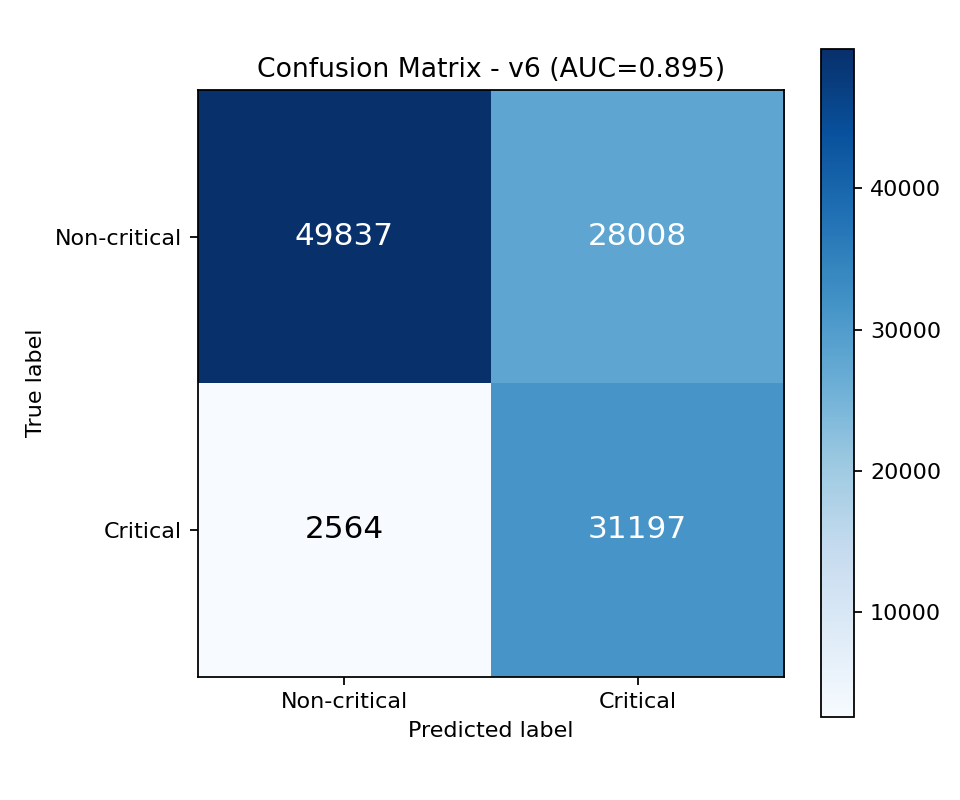 Confusion Matrix - v6 (AUC=0.895)
Non-critical
49837
28008
Critical
2564
31197
Non-critical
Critical
Predicted label
True label
40000
30000
20000
10000